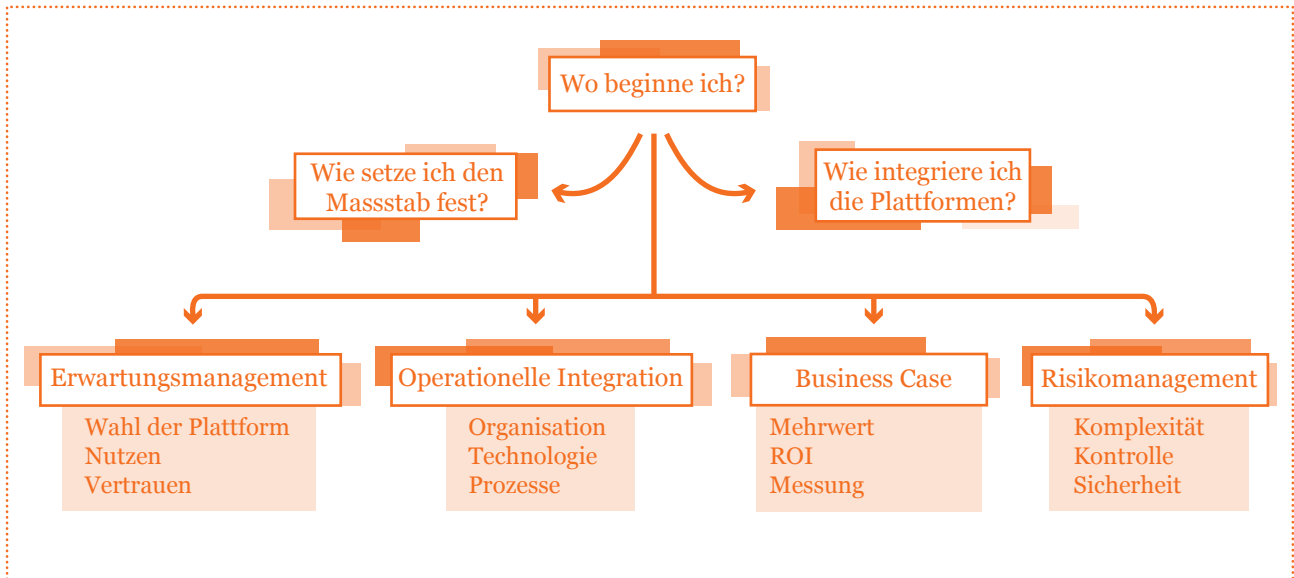 Wo beginne ich?
Wie setze ich den
Massstab fest?
Wie integriere ich
die Plattformen?
Erwartungsmanagement
Wahl der Plattform
Nutzen
Vertrauen
Operationelle Integration
Organisation
Technologie
Prozesse
Business Case
Mehrwert
ROI
Messung
Risikomanagement
Komplexität
Kontrolle
Sicherheit